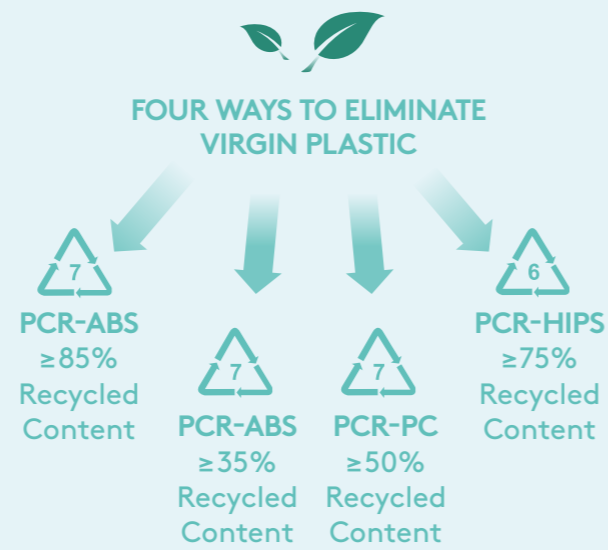 FOUR WAYS TO ELIMINATE
VIRGIN PLASTIC
7
PCR-ABS
≥85%
Recycled
Content
7
PCR-ABS
≥35%
Recycled
Content
7
PCR-PC
≥50%
Recycled
Content
6
PCR-HIPS
≥75%
Recycled
Content